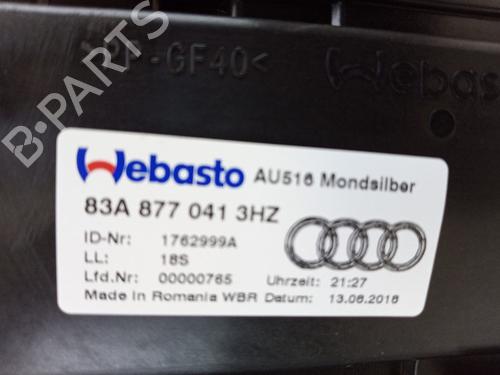 >PP-GF40<
Webasto
B-PARTS
Webasto AU516 Mondsilber
83A 877 041 3HZ
ID-Nr: 1762999A
LL: 18S
Lfd.Nr: 00000765 Uhrzeit: 21:27
Made in Romania WBR Datum: 13.06.2018